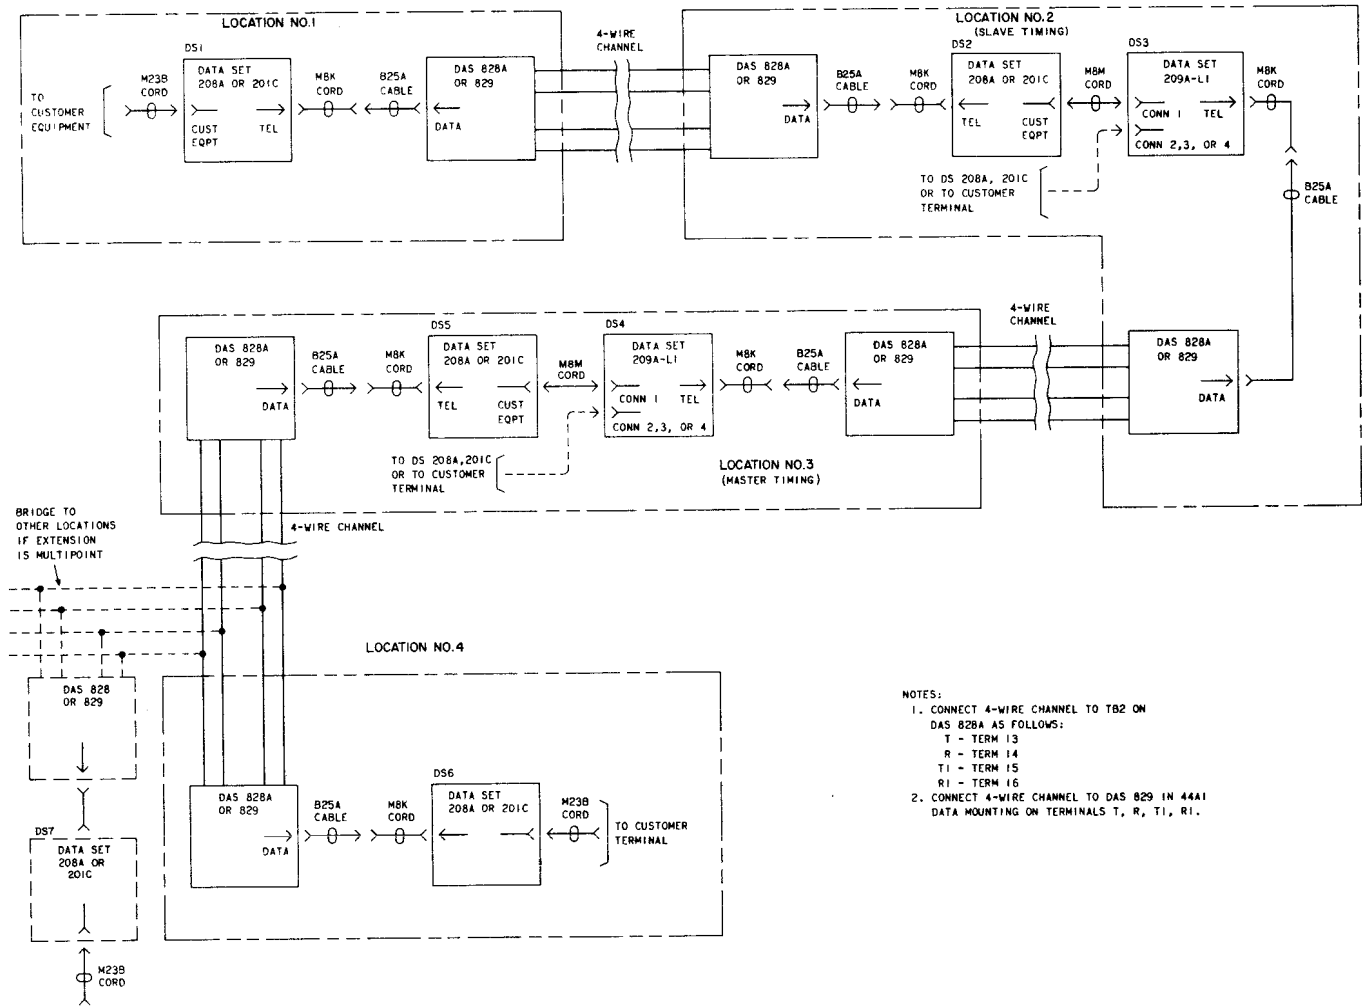 LOCATION NO.1
DS1
DATA SET
208A OR 201C
CUST
EQPT
TEL
M23B
CORD
TO
CUSTOMER
EQUIPMENT
M8K
CORD
B25A
CABLE
DAS 828A
OR 829
DATA
4-WIRE
CHANNEL
LOCATION NO.2
(SLAVE TIMING)
DAS 828A
OR 829
DATA
B25A
CABLE
M8K
CORD
DS2
DATA SET
208A OR 201C
TEL
CUST
EQPT
M8M
CORD
DS3
DATA SET
209A-L1
CONN 1
TEL
CONN 2,3, OR 4
M8K
CORD
TO DS 208A, 201C
OR TO CUSTOMER
TERMINAL
B25A
CABLE
DAS 828A
OR 829
DATA
4-WIRE
CHANNEL
DAS 828A
OR 829
DATA
B25A
CABLE
M8K
CORD
DS5
DATA SET
208A OR 201C
TEL
CUST
EQPT
M8M
CORD
DS4
DATA SET
209A-L1
CONN 1
TEL
CONN 2,3, OR 4
M8K
CORD
B25A
CABLE
DAS 828A
OR 829
DATA
TO DS 208A,201C
OR TO CUSTOMER
TERMINAL
LOCATION NO.3
(MASTER TIMING)
4-WIRE CHANNEL
BRIDGE TO
OTHER LOCATIONS
IF EXTENSION
IS MULTIPOINT
LOCATION NO.4
DAS 828
OR 829
DS7
DATA SET
208A OR
201C
M23B
CORD
DAS 828A
OR 829
DATA
B25A
CABLE
M8K
CORD
DS6
DATA SET
208A OR 201C
M23B
CORD
TO CUSTOMER
TERMINAL
NOTES:
1. CONNECT 4-WIRE CHANNEL TO TB2 ON
DAS 828A AS FOLLOWS:
T - TERM 13
R - TERM 14
T1 - TERM 15
R1 - TERM 16
2. CONNECT 4-WIRE CHANNEL TO DAS 829 IN 44A1
DATA MOUNTING ON TERMINALS T, R, T1, R1.